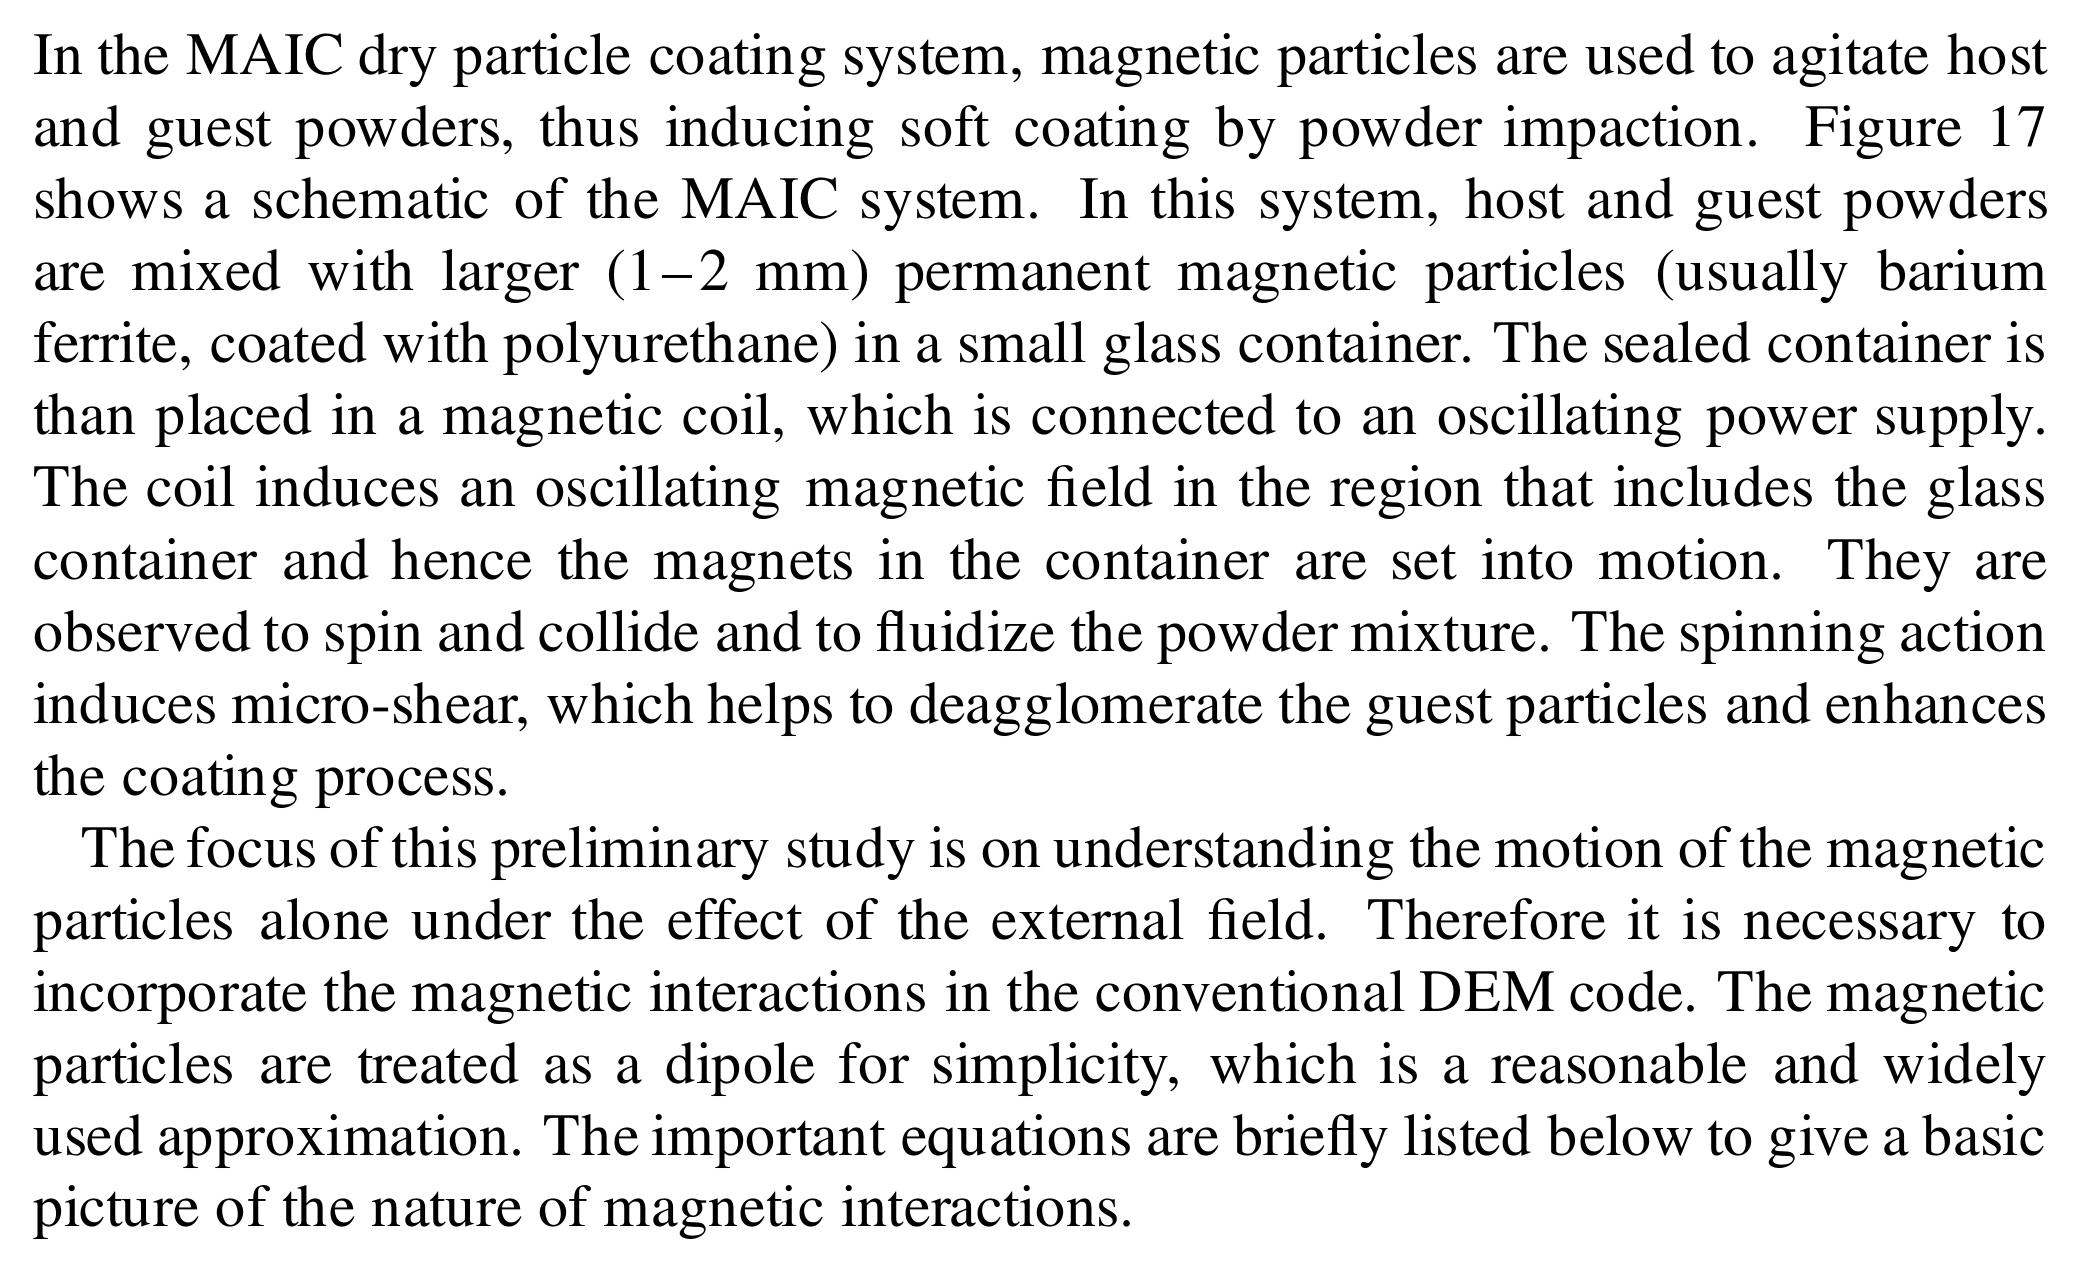 In the MAIC dry particle coating system, magnetic particles are used to agitate host
and guest powders, thus inducing soft coating by powder impaction. Figure 17
shows a schematic of the MAIC system. In this system, host and guest powders
are mixed with larger (1–2 mm) permanent magnetic particles (usually barium
ferrite, coated with polyurethane) in a small glass container. The sealed container is
than placed in a magnetic coil, which is connected to an oscillating power supply.
The coil induces an oscillating magnetic field in the region that includes the glass
container and hence the magnets in the container are set into motion. They are
observed to spin and collide and to fluidize the powder mixture. The spinning action
induces micro-shear, which helps to deagglomerate the guest particles and enhances
the coating process.
The focus of this preliminary study is on understanding the motion of the magnetic
particles alone under the effect of the external field. Therefore it is necessary to
incorporate the magnetic interactions in the conventional DEM code. The magnetic
particles are treated as a dipole for simplicity, which is a reasonable and widely
used approximation. The important equations are briefly listed below to give a basic
picture of the nature of magnetic interactions.